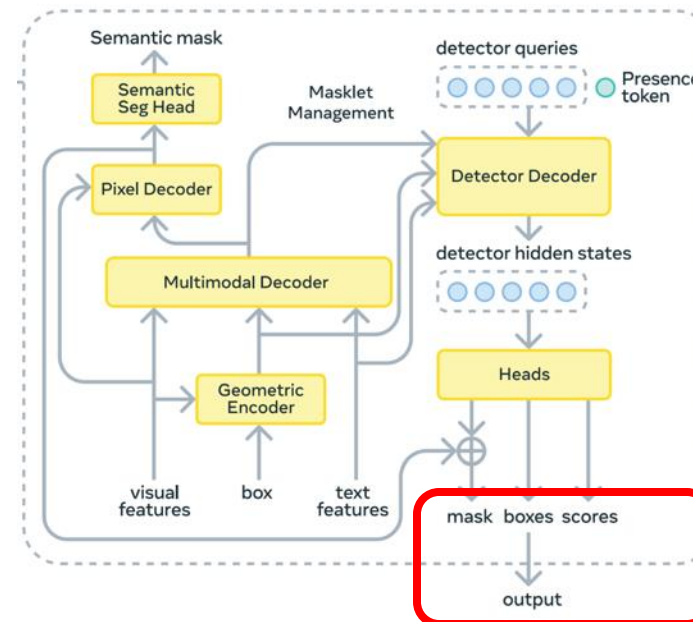 Semantic mask
Semantic
Seg Head
Pixel Decoder
Masklet
Management
detector queries
Presence
token
Detector Decoder
detector hidden states
Multimodal Decoder
Heads
Geometric
Encoder
visual
features
box
text
features
mask boxes scores
output